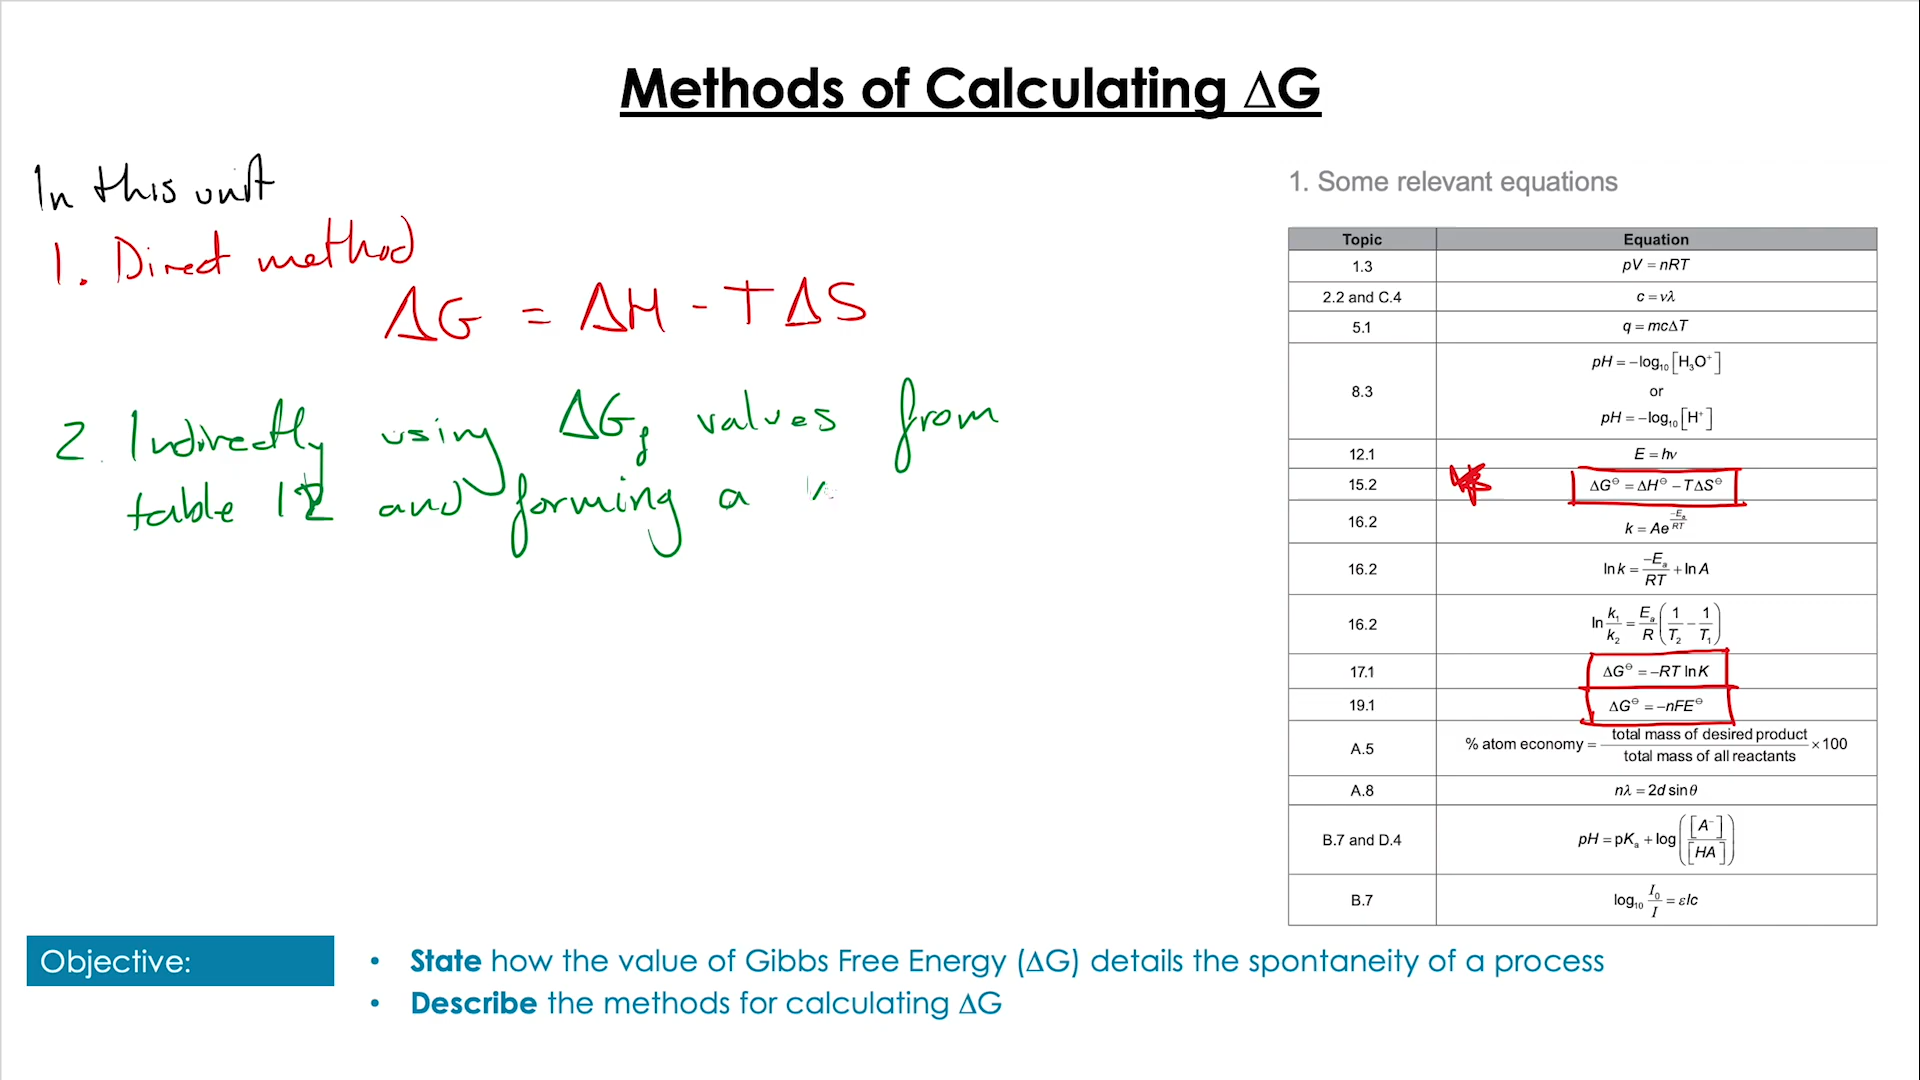 Methods of Calculating ΔG
In this unit
1. Direct method
ΔG = ΔH - TΔS
2. Indirectly using ΔGf values from
table 12 and forming a
1. Some relevant equations
Topic Equation
1.3 pV = nRT
2.2 and C.4 c = νλ
5.1 q = mcΔT
8.3 pH = −log₁₀[H₃O⁺]
or
pH = −log₁₀[H⁺]
12.1 E = hν
15.2 ΔG⊖ = ΔH⊖ − TΔS⊖
16.2 k = Ae^(−Eₐ/RT)
16.2 ln k = −Eₐ/RT + ln A
16.2 ln k₁/k₂ = Eₐ/R (1/T₂ − 1/T₁)
17.1 ΔG⊖ = −RT ln K
19.1 ΔG⊖ = −nFE⊖
A.5 % atom economy = total mass of desired product / total mass of all reactants × 100
A.8 nλ = 2d sin θ
B.7 and D.4 pH = pKₐ + log([A⁻]/[HA])
B.7 log₁₀ I₀/I = εlc
Objective:
• State how the value of Gibbs Free Energy (ΔG) details the spontaneity of a process
• Describe the methods for calculating ΔG